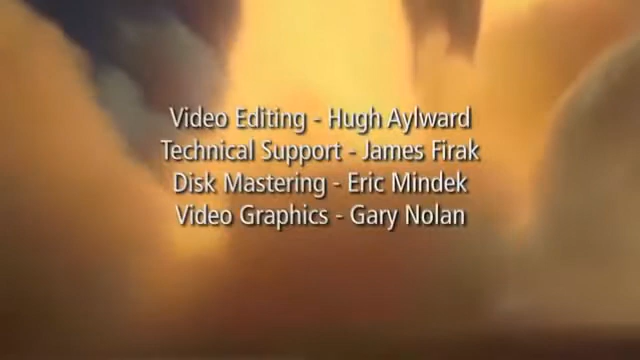 Video Editing - Hugh Aylward
Technical Support - James Firak
Disk Mastering - Eric Mindek
Video Graphics - Gary Nolan